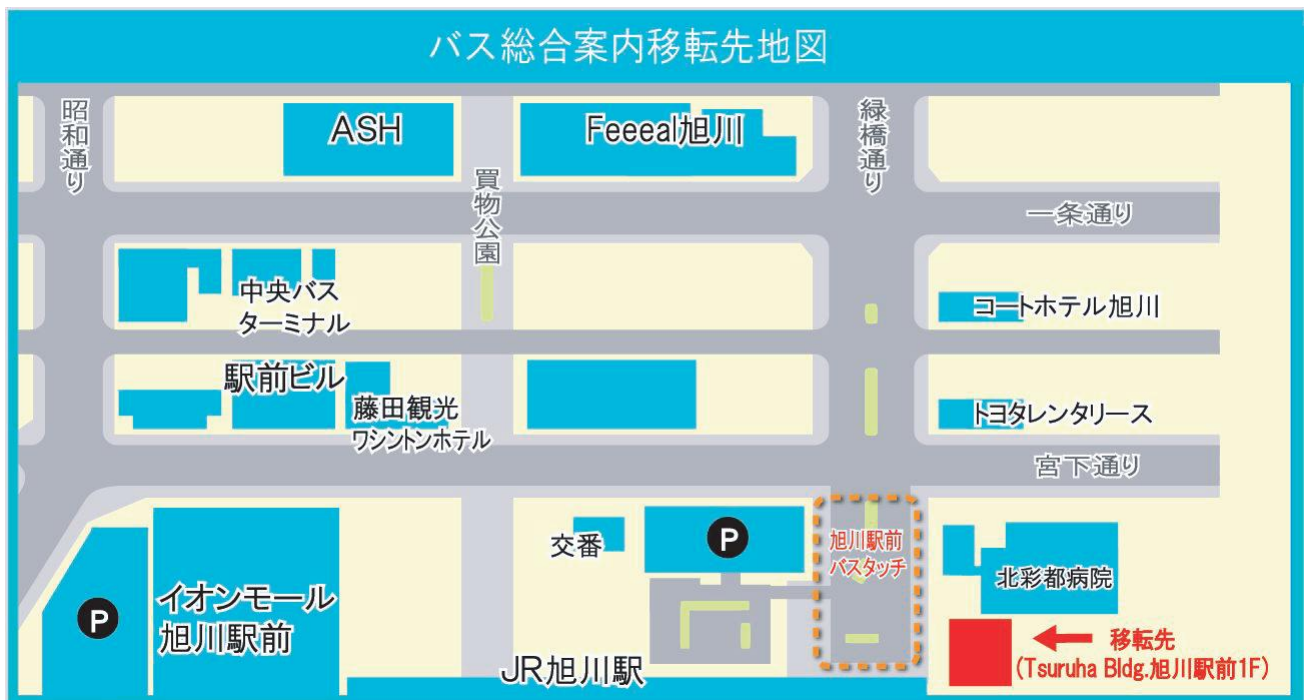 バス総合案内移転先地図
昭和通り
ASH
Feeeal旭川
緑橋通り
買物公園
一条通り
中央バス
ターミナル
コートホテル旭川
駅前ビル
藤田観光
ワシントンホテル
トヨタレンタリース
宮下通り
交番
P
旭川駅前
バスタッチ
北彩都病院
イオンモール
旭川駅前
P
JR旭川駅
移転先
(Tsuruha Bldg.旭川駅前1F)